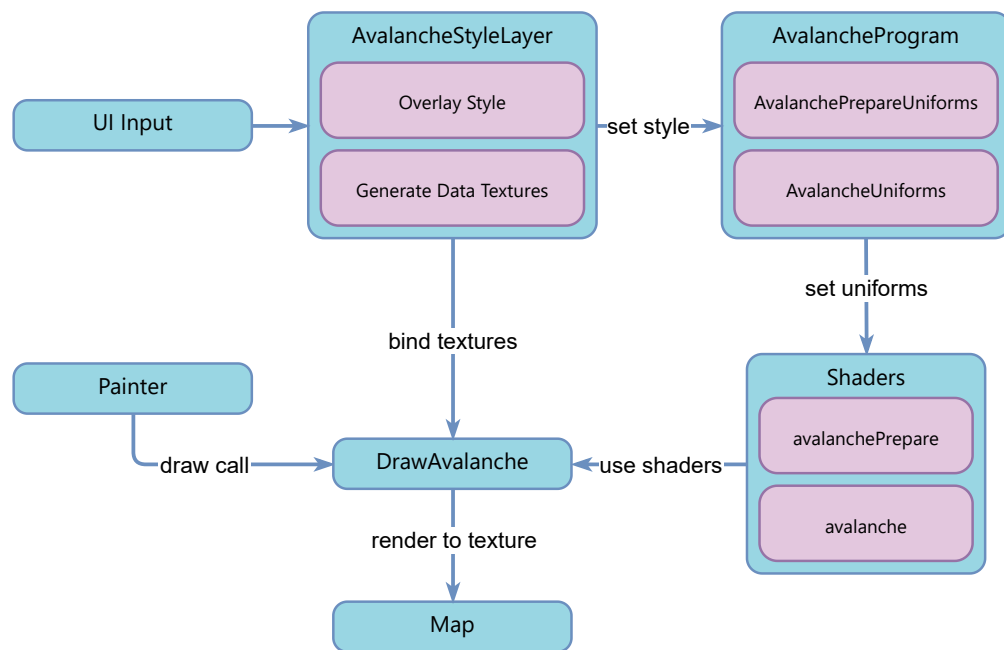 AvalancheStyleLayer
AvalancheProgram
Overlay Style
AvalanchePrepareUniforms
UI Input
set style
Generate Data Textures
AvalancheUniforms
set uniforms
bind textures
Painter
Shaders
avalanchePrepare
draw call
DrawAvalanche
use shaders
avalanche
render to texture
Map